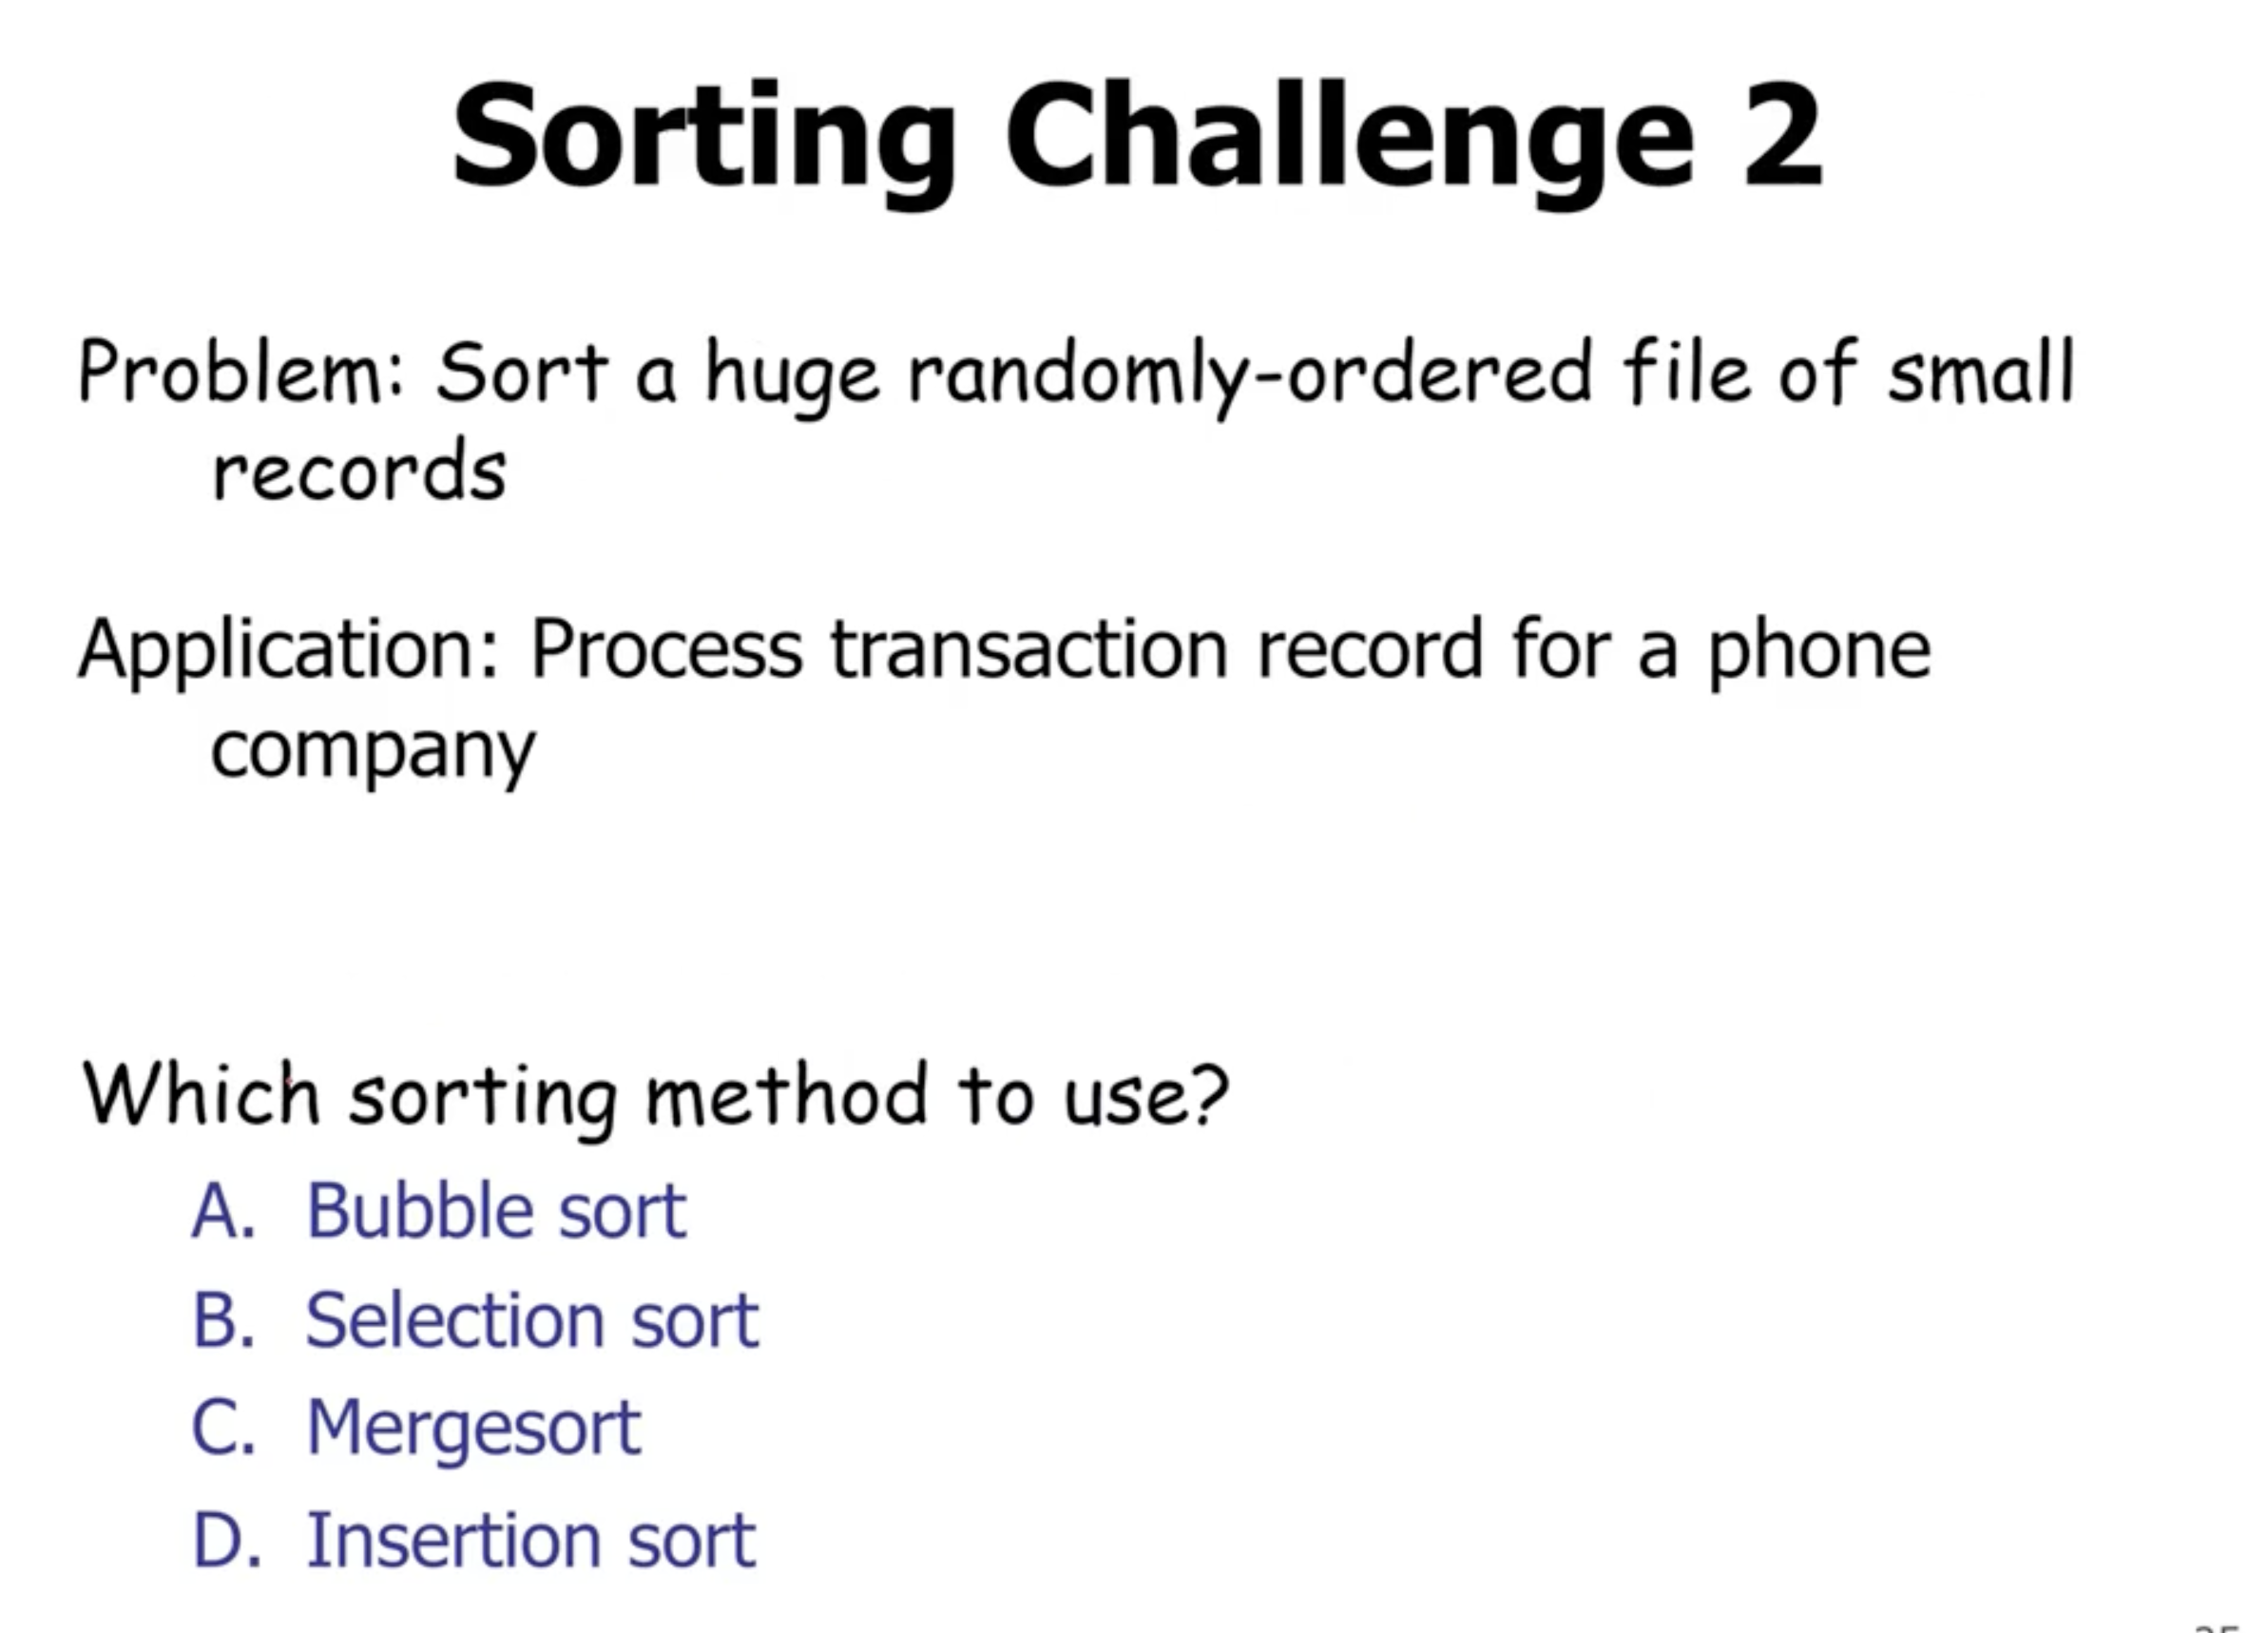 Sorting Challenge 2
Problem: Sort a huge randomly-ordered file of small
records
Application: Process transaction record for a phone
company
Which sorting method to use?
A. Bubble sort
B. Selection sort
C. Mergesort
D. Insertion sort